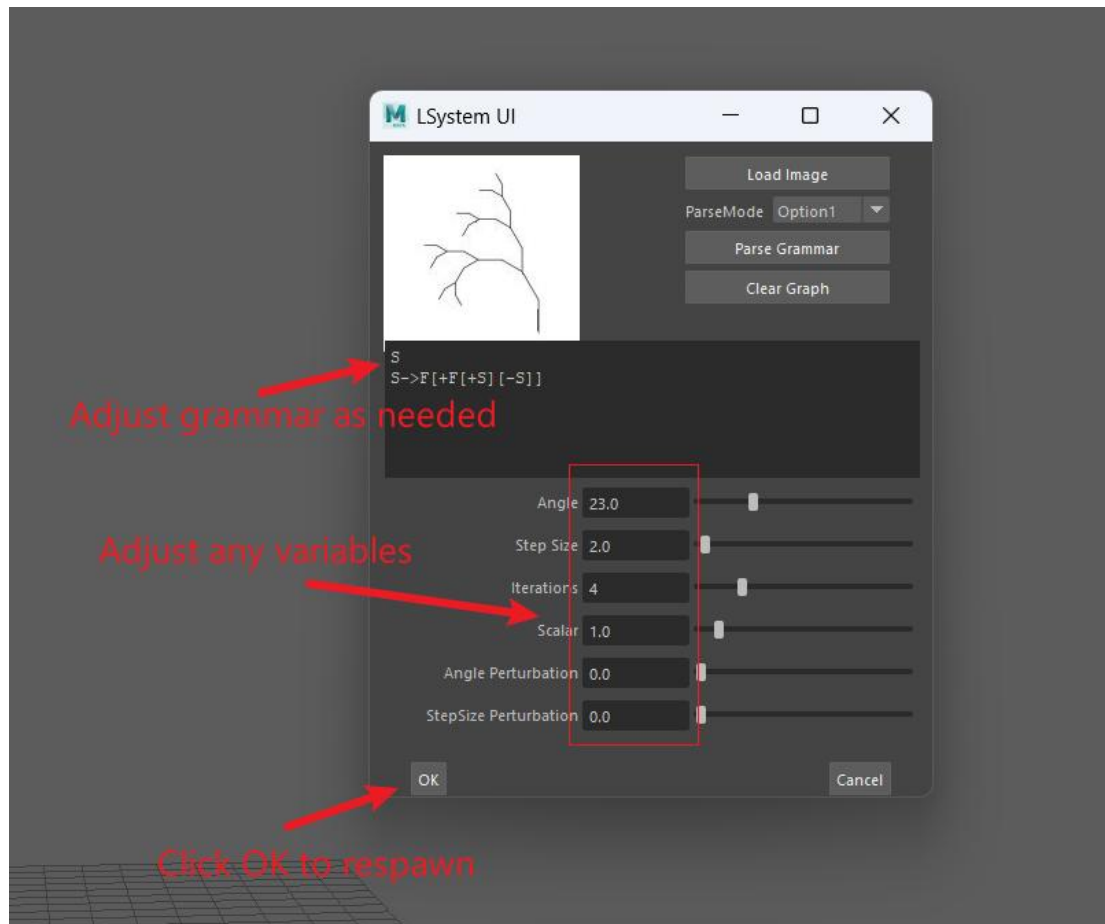 LSystem UI
Load Image
ParseMode Option1
Parse Grammar
Clear Graph
S
S->F[+F[+S][-S]]
Adjust grammar as needed
Angle 23.0
Step Size 2.0
Adjust any variables
Iterations 4
Scalar 1.0
Angle Perturbation 0.0
StepSize Perturbation 0.0
OK Cancel
Click OK to respawn